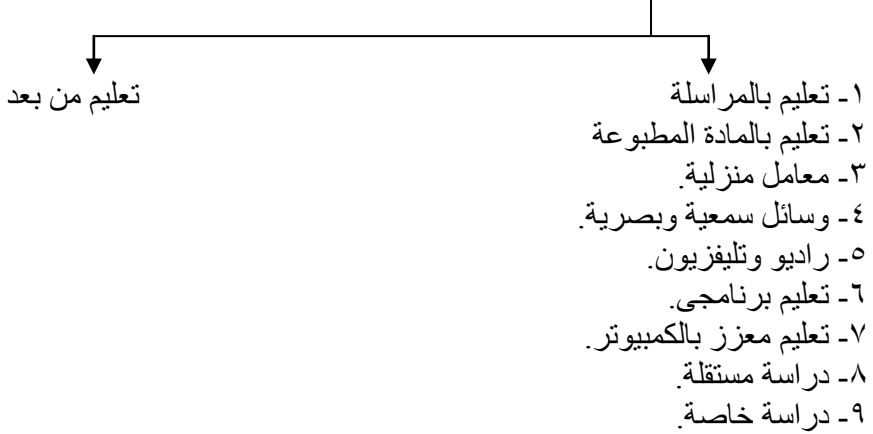 ١- تعليم بالمراسلة
تعليم من بعد
٢- تعليم بالمادة المطبوعة
٣- معامل منزلية.
٤- وسائل سمعية وبصرية.
٥- راديو وتليفزيون.
٦- تعليم برنامجى.
٧- تعليم معزز بالكمبيوتر.
٨- دراسة مستقلة.
٩- دراسة خاصة.